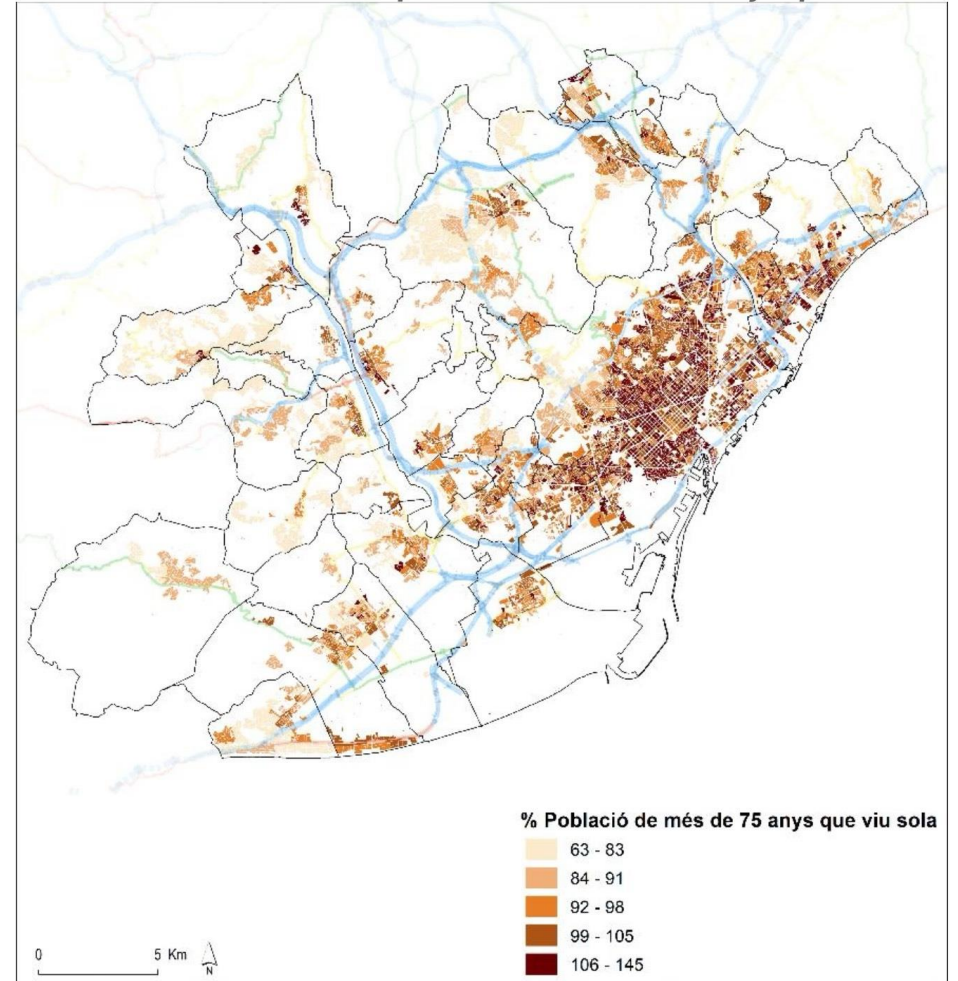 % Població de més de 75 anys que viu sola
63 - 83
84 - 91
92 - 98
99 - 105
106 - 145
0 5 Km
N